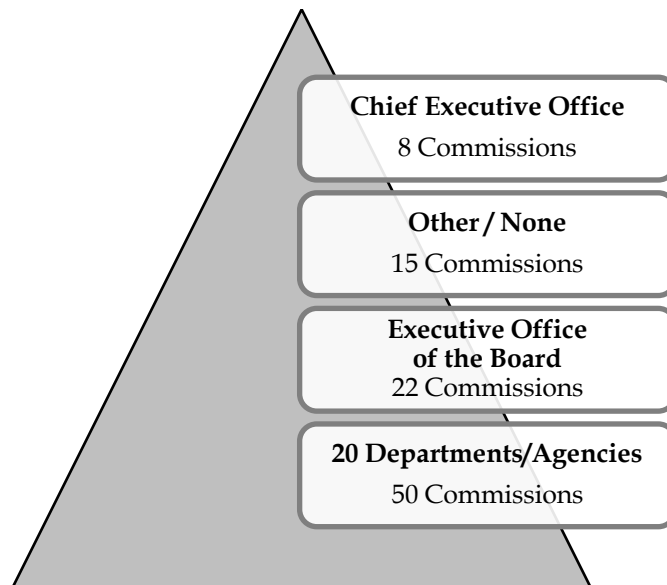 Chief Executive Office
8 Commissions
Other / None
15 Commissions
Executive Office
of the Board
22 Commissions
20 Departments/Agencies
50 Commissions